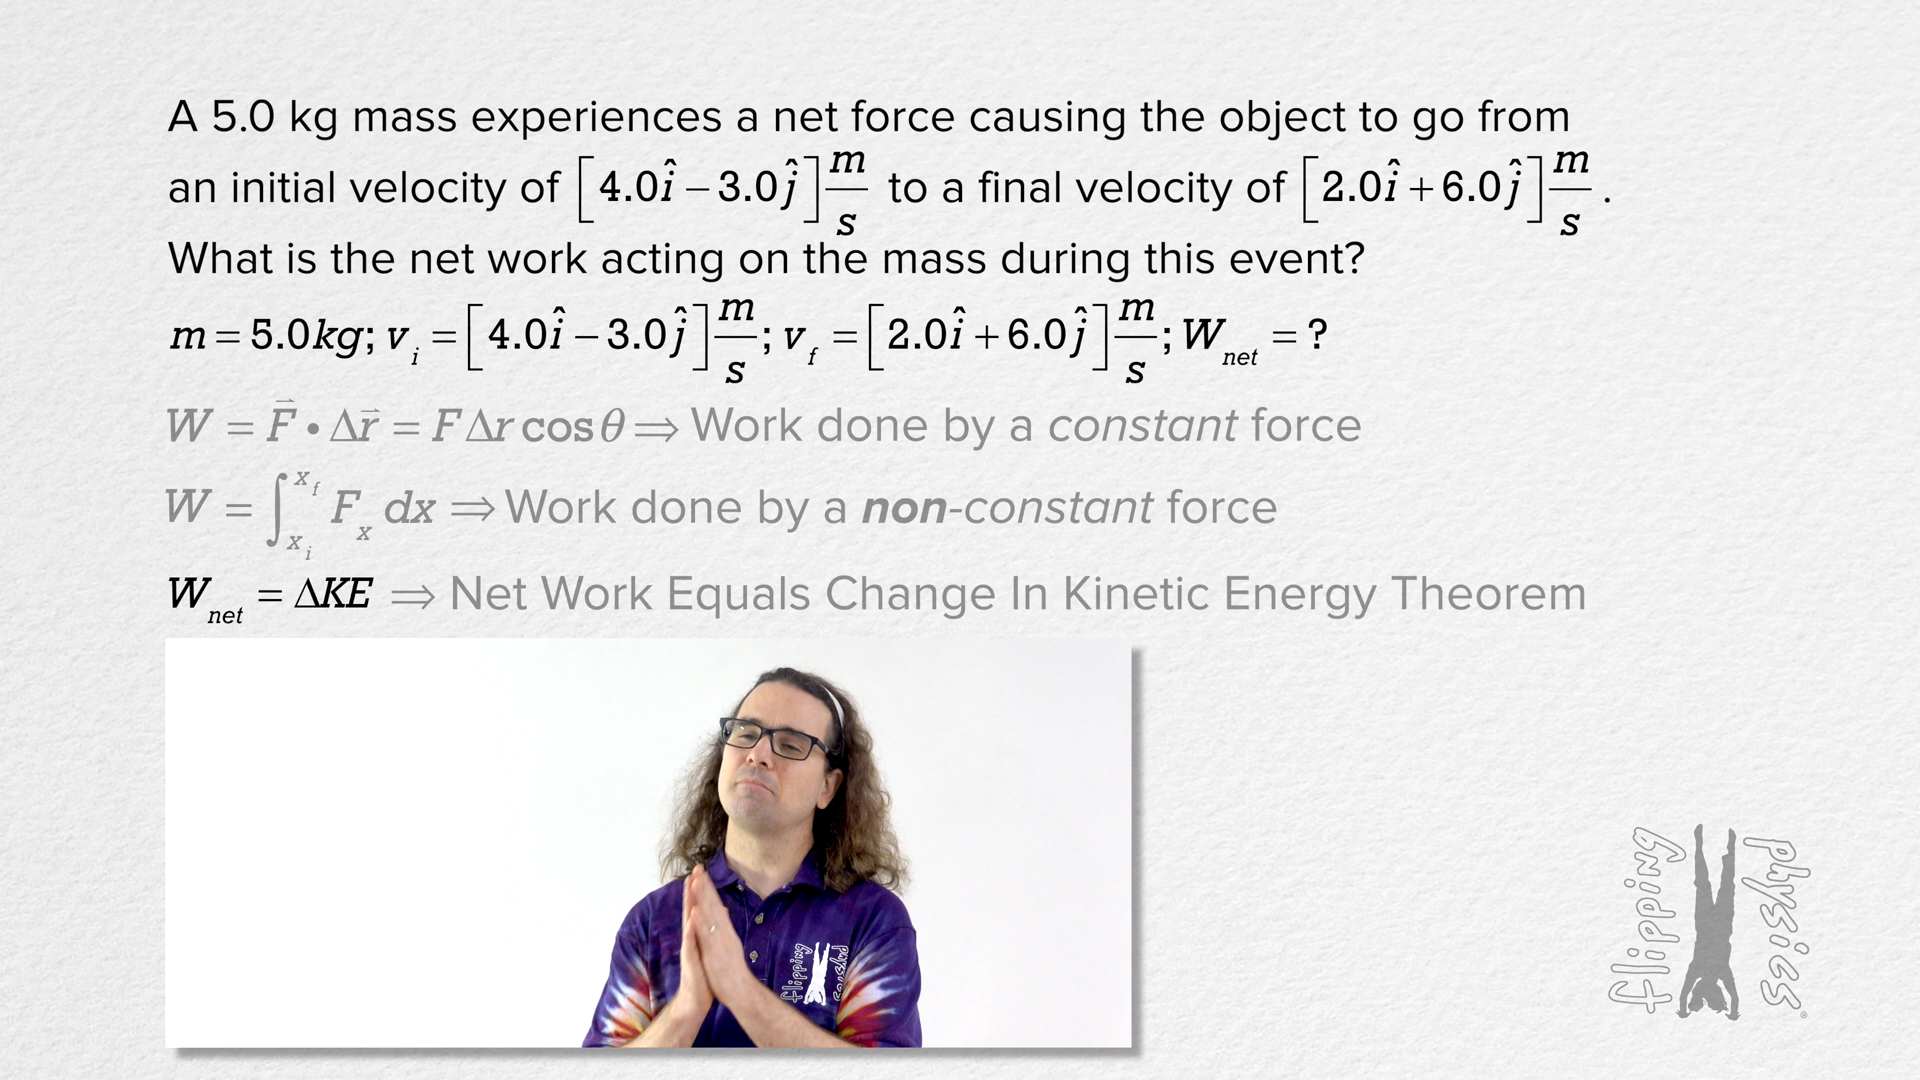 A 5.0 kg mass experiences a net force causing the object to go from
an initial velocity of [4.0î − 3.0ĵ] m/s to a final velocity of [2.0î + 6.0ĵ] m/s .
What is the net work acting on the mass during this event?
m = 5.0kg; v_i = [4.0î − 3.0ĵ] m/s; v_f = [2.0î + 6.0ĵ] m/s; W_net = ?
W = F⃗ • Δr⃗ = FΔr cosθ ⇒ Work done by a constant force
W = ∫_{x_i}^{x_f} F_x dx ⇒ Work done by a non-constant force
W_net = ΔKE ⇒ Net Work Equals Change In Kinetic Energy Theorem
flipping physics
flipping physics®